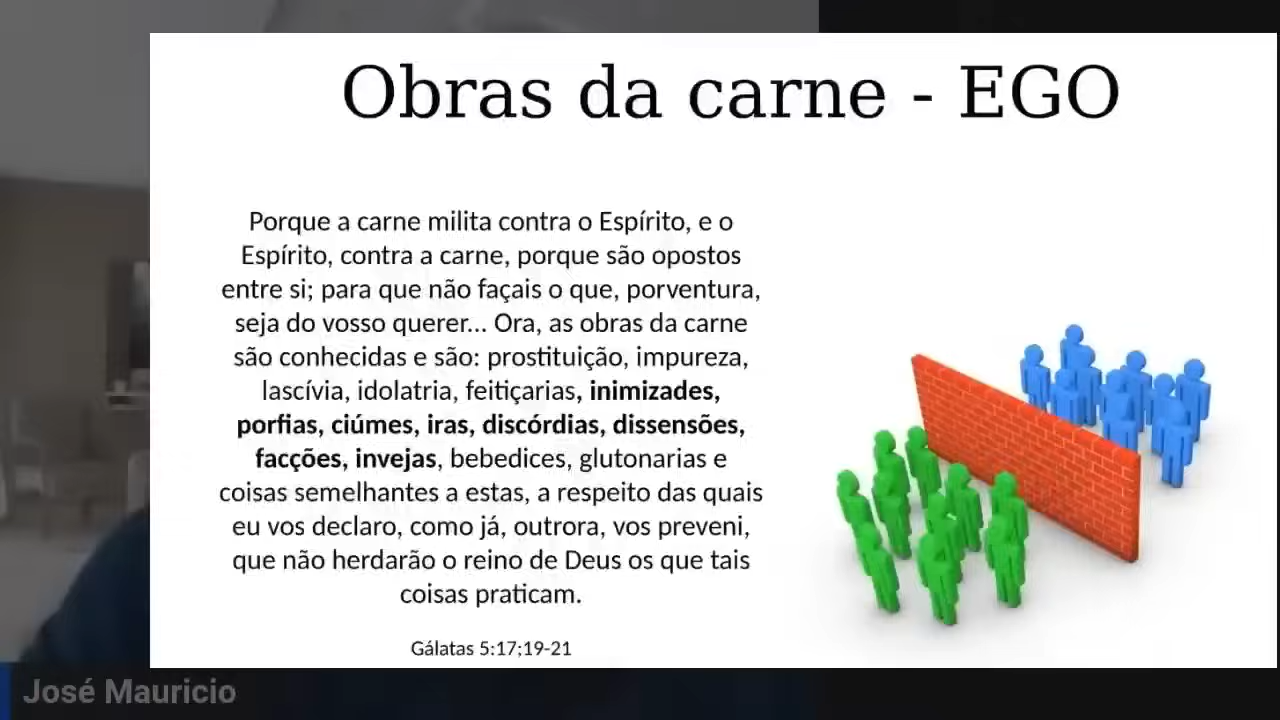 Obras da carne - EGO
Porque a carne milita contra o Espírito, e o
Espírito, contra a carne, porque são opostos
entre si; para que não façais o que, porventura,
seja do vosso querer... Ora, as obras da carne
são conhecidas e são: prostituição, impureza,
lascívia, idolatria, feitiçarias, inimizades,
porfias, ciúmes, iras, discórdias, dissensões,
facções, invejas, bebedices, glutonarias e
coisas semelhantes a estas, a respeito das quais
eu vos declaro, como já, outrora, vos preveni,
que não herdarão o reino de Deus os que tais
coisas praticam.
Gálatas 5:17;19-21
José Mauricio